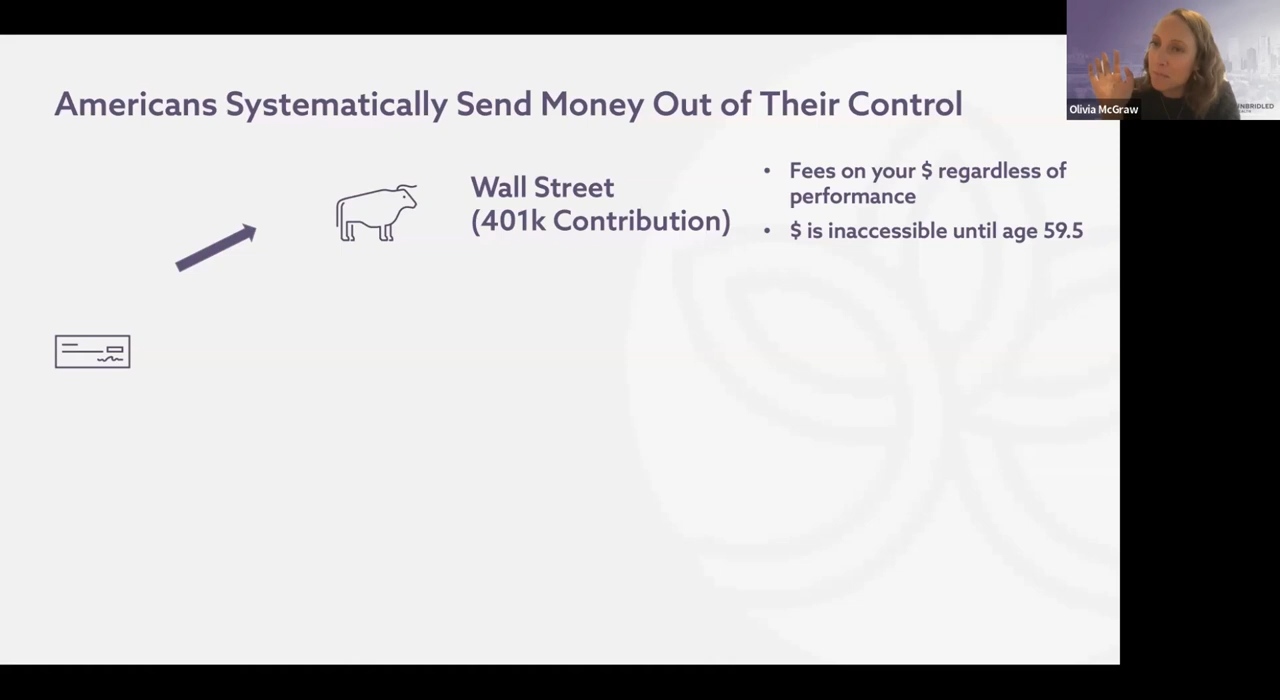 Americans Systematically Send Money Out of Their Control
Wall Street
(401k Contribution)
• Fees on your $ regardless of
performance
• $ is inaccessible until age 59.5
Olivia McGraw
NBRIDLED